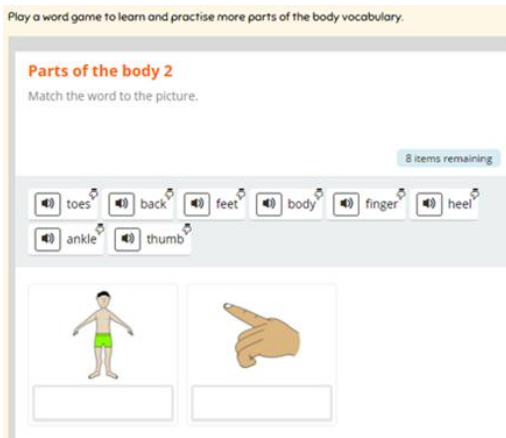 Play a word game to learn and practise more parts of the body vocabulary.
Parts of the body 2
Match the word to the picture.
8 items remaining
toes back feet body finger heel
ankle thumb